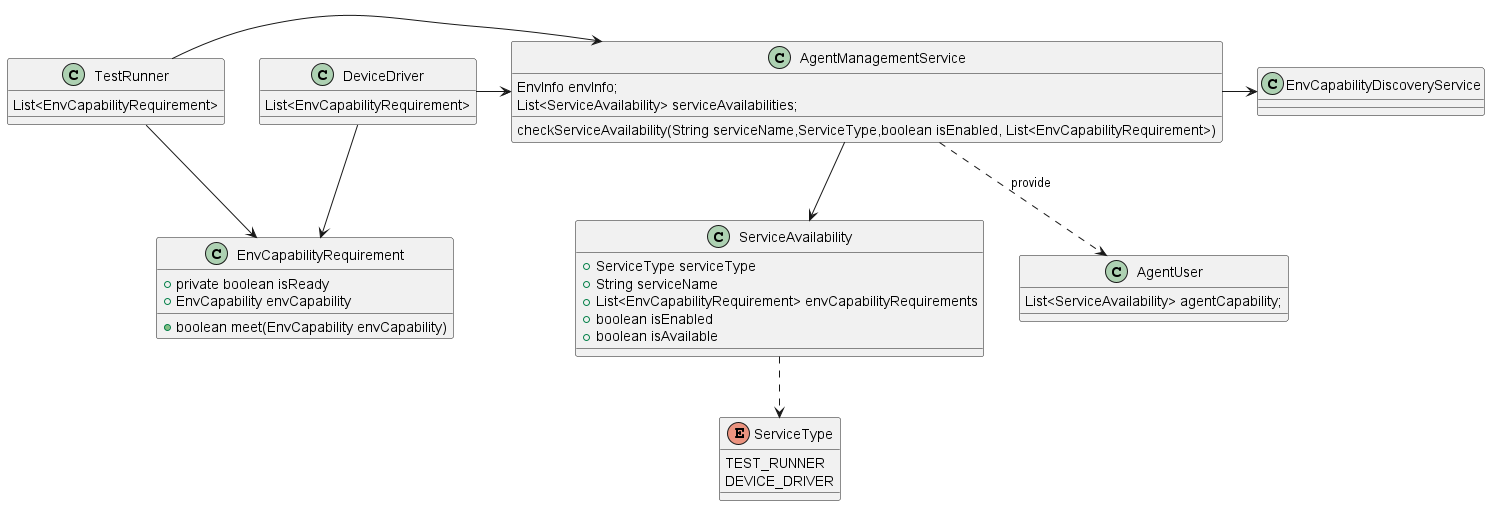 C TestRunner
List<EnvCapabilityRequirement>
C DeviceDriver
List<EnvCapabilityRequirement>
C AgentManagementService
EnvInfo envInfo;
List<ServiceAvailability> serviceAvailabilities;
checkServiceAvailability(String serviceName,ServiceType,boolean isEnabled, List<EnvCapabilityRequirement>)
C EnvCapabilityDiscoveryService
provide
C EnvCapabilityRequirement
private boolean isReady
EnvCapability envCapability
boolean meet(EnvCapability envCapability)
C ServiceAvailability
ServiceType serviceType
String serviceName
List<EnvCapabilityRequirement> envCapabilityRequirements
boolean isEnabled
boolean isAvailable
C AgentUser
List<ServiceAvailability> agentCapability;
E ServiceType
TEST_RUNNER
DEVICE_DRIVER